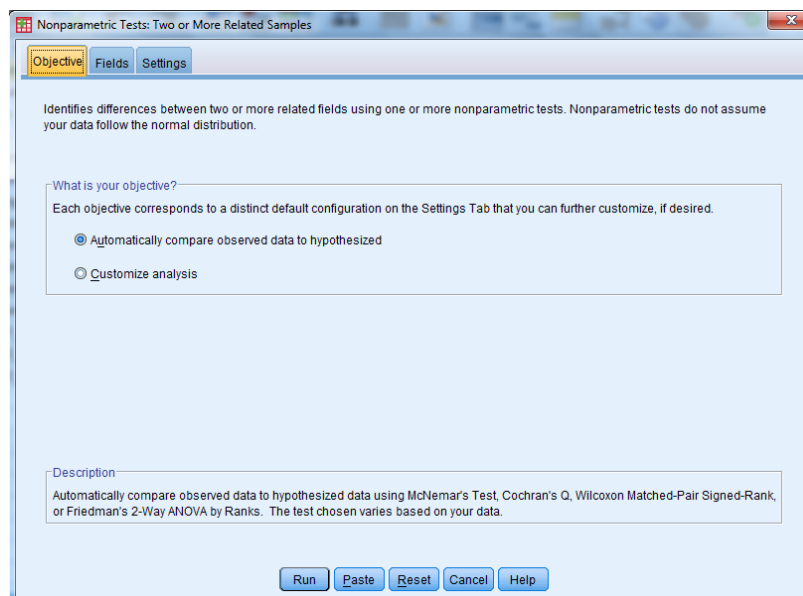 Nonparametric Tests: Two or More Related Samples
Objective Fields Settings
Identifies differences between two or more related fields using one or more nonparametric tests. Nonparametric tests do not assume
your data follow the normal distribution.
What is your objective?
Each objective corresponds to a distinct default configuration on the Settings Tab that you can further customize, if desired.
Automatically compare observed data to hypothesized
Customize analysis
Description
Automatically compare observed data to hypothesized data using McNemar's Test, Cochran's Q, Wilcoxon Matched-Pair Signed-Rank,
or Friedman's 2-Way ANOVA by Ranks. The test chosen varies based on your data.
Run Paste Reset Cancel Help